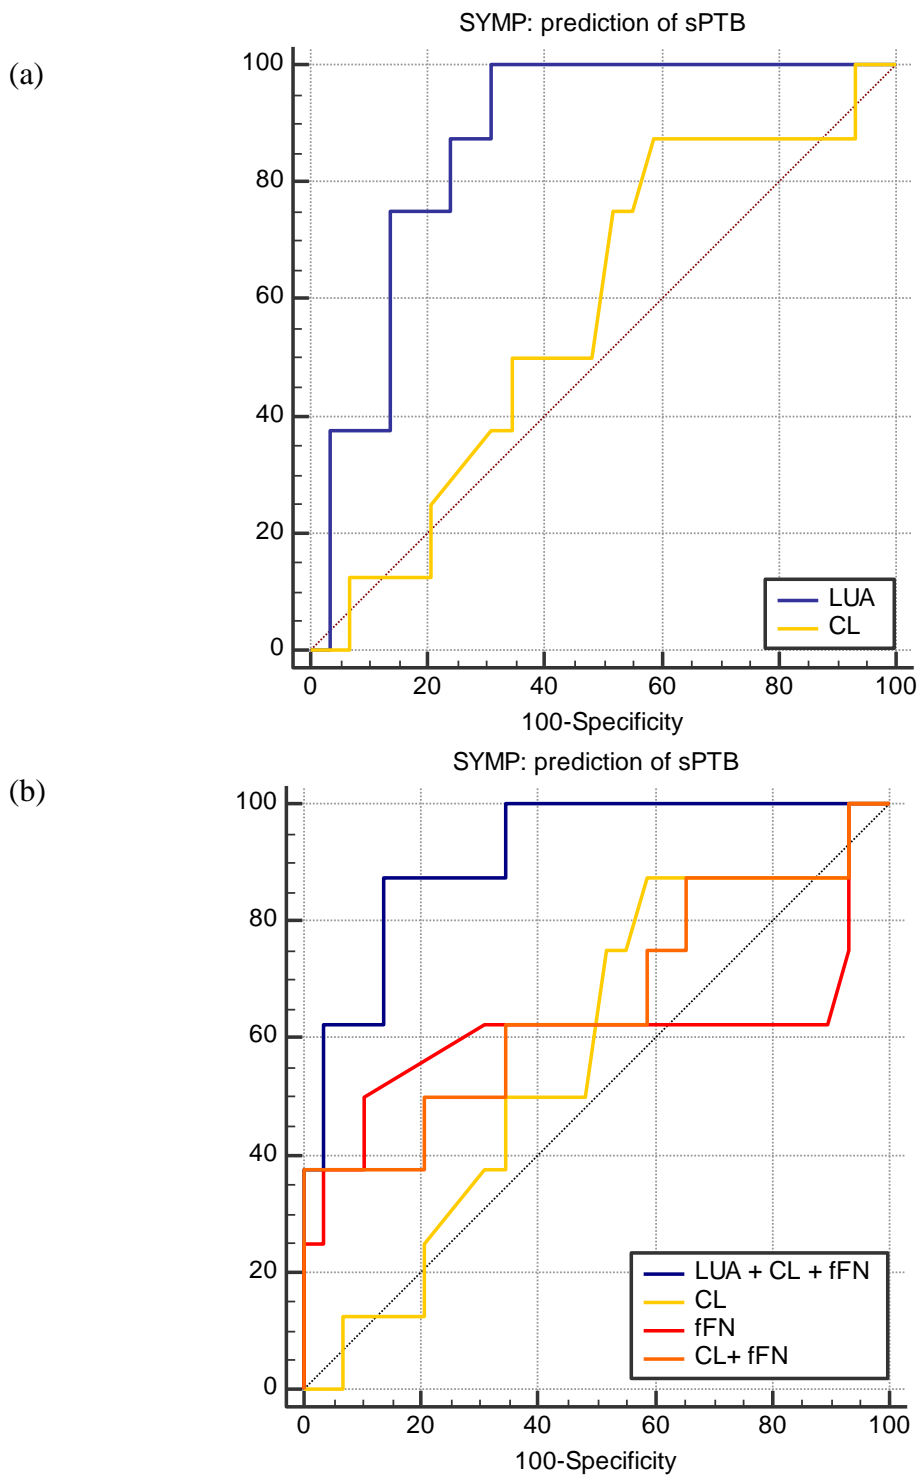 SYMP: prediction of sPTB
(a)
100
80
60
40
20
0
LUA
CL
0 20 40 60 80 100
100-Specificity
SYMP: prediction of sPTB
(b)
100
80
60
40
20
0
LUA + CL + fFN
CL
fFN
CL+ fFN
0 20 40 60 80 100
100-Specificity